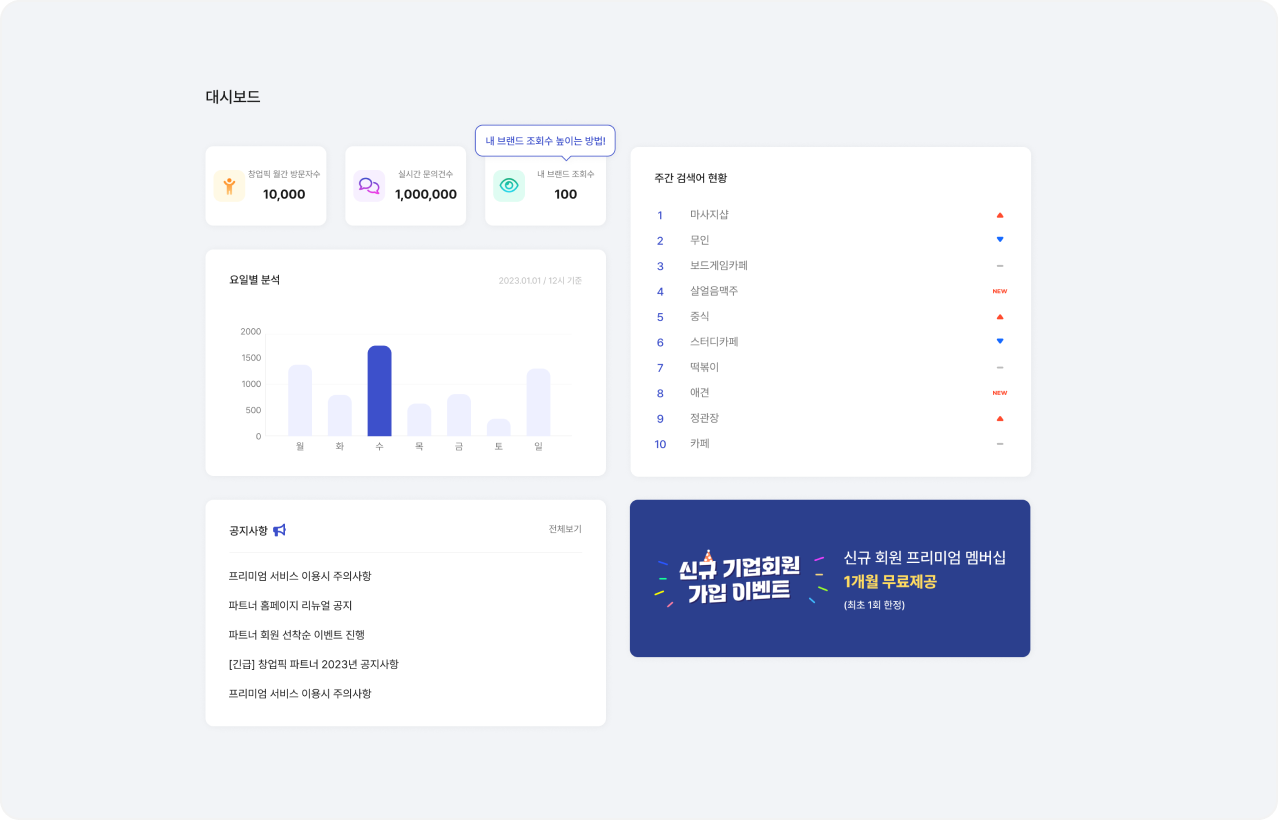 대시보드
내 브랜드 조회수 높이는 방법!
창업픽 월간 방문자수
10,000
실시간 문의건수
1,000,000
내 브랜드 조회수
100
요일별 분석
2023.01.01 / 12시 기준
2000
1500
1000
500
0
월 화 수 목 금 토 일
주간 검색어 현황
1 마사지샵
2 무인
3 보드게임카페
4 살얼음맥주 NEW
5 중식
6 스터디카페
7 떡볶이
8 애견 NEW
9 정관장
10 카페
공지사항
전체보기
프리미엄 서비스 이용시 주의사항
파트너 홈페이지 리뉴얼 공지
파트너 회원 선착순 이벤트 진행
[긴급] 창업픽 파트너 2023년 공지사항
프리미엄 서비스 이용시 주의사항
신규 기업회원
가입 이벤트
신규 회원 프리미엄 멤버십
1개월 무료제공
(최초 1회 한정)